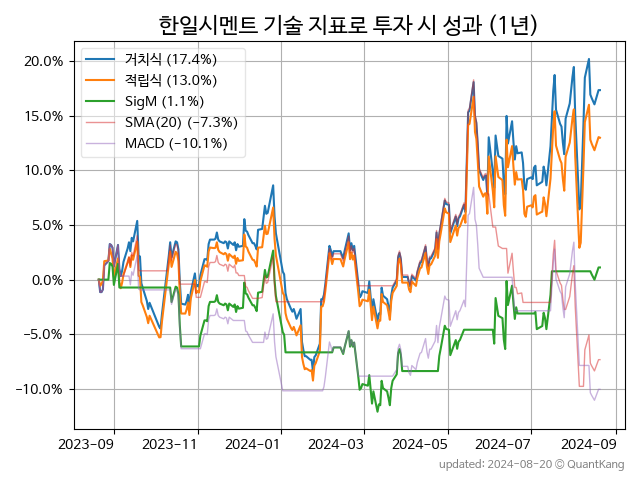 한일시멘트 기술 지표로 투자 시 성과 (1년)
거치식 (17.4%)
적립식 (13.0%)
SigM (1.1%)
SMA(20) (−7.3%)
MACD (−10.1%)
20.0%
15.0%
10.0%
5.0%
0.0%
−5.0%
−10.0%
2023-09 2023-11 2024-01 2024-03 2024-05 2024-07 2024-09
updated: 2024-08-20 © QuantKang